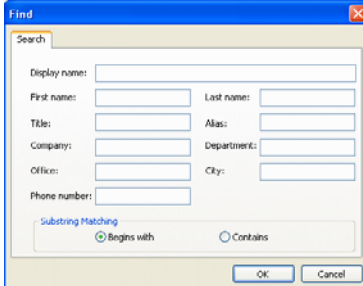 Find
Search
Display name:
First name: Last name:
Title: Alias:
Company: Department:
Office: City:
Phone number:
Substring Matching
Begins with Contains
OK Cancel